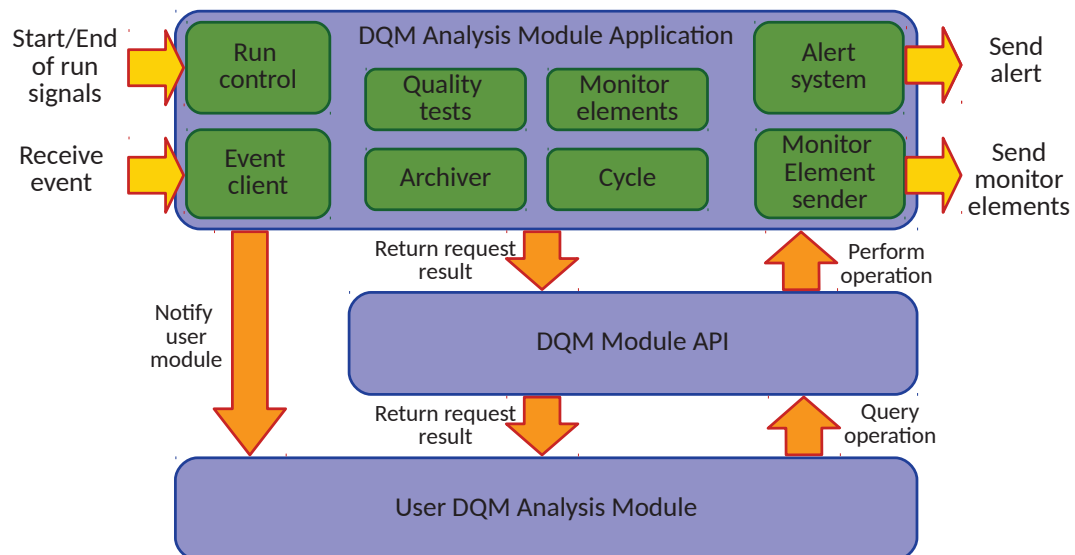 Start/End
of run
signals
Run
control
DQM Analysis Module Application
Alert
system
Send
alert
Quality
tests
Monitor
elements
Receive
event
Event
client
Archiver
Cycle
Monitor
Element
sender
Send
monitor
elements
Return request
result
Perform
operation
Notify
user
module
DQM Module API
Return request
result
Query
operation
User DQM Analysis Module